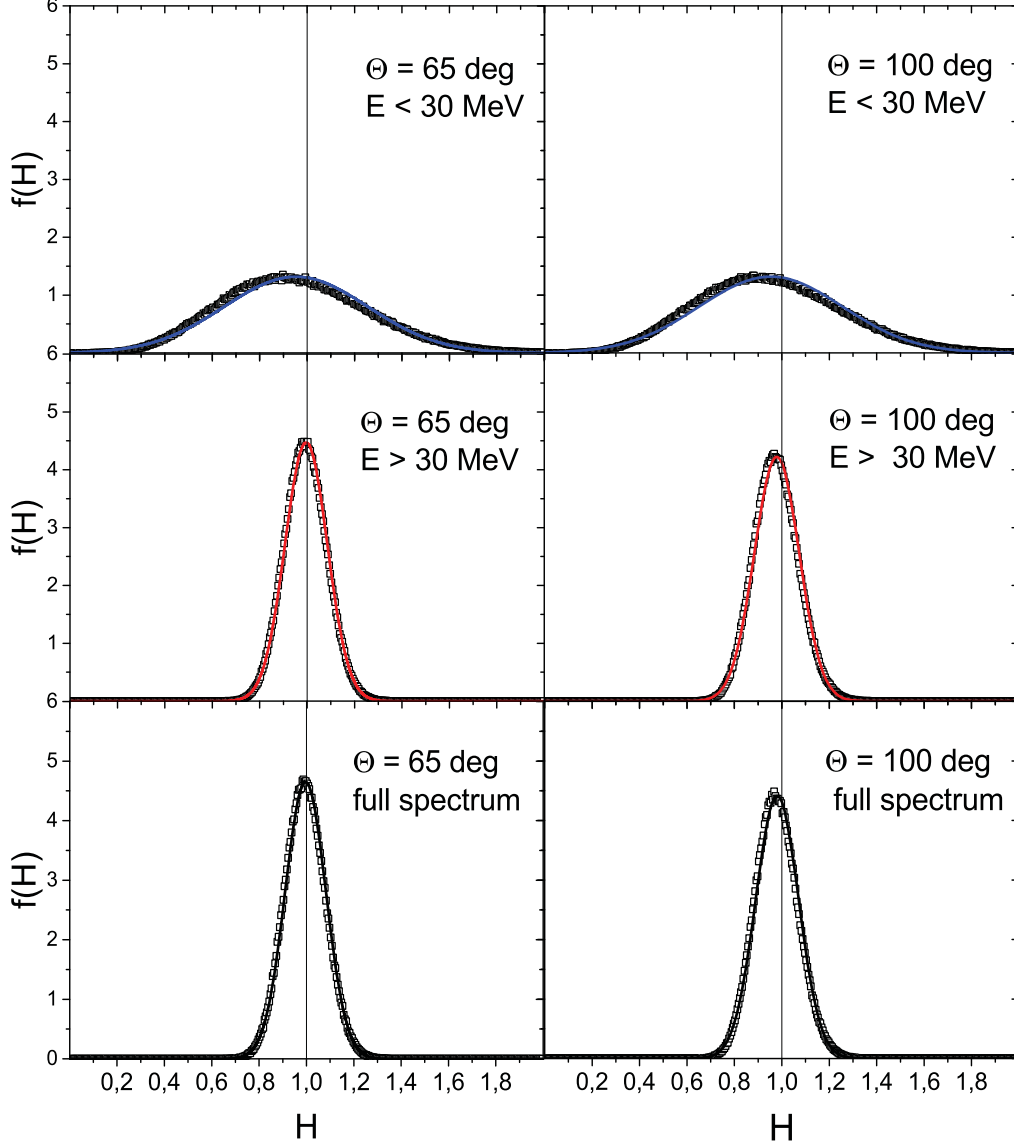 6
5
4
3
2
1
f(H)
Θ = 65 deg
E < 30 MeV
Θ = 100 deg
E < 30 MeV
6
5
4
3
2
1
f(H)
Θ = 65 deg
E > 30 MeV
Θ = 100 deg
E > 30 MeV
6
5
4
3
2
1
0
f(H)
Θ = 65 deg
full spectrum
Θ = 100 deg
full spectrum
0,2 0,4 0,6 0,8 1,0 1,2 1,4 1,6 1,8
0,2 0,4 0,6 0,8 1,0 1,2 1,4 1,6 1,8
H
H